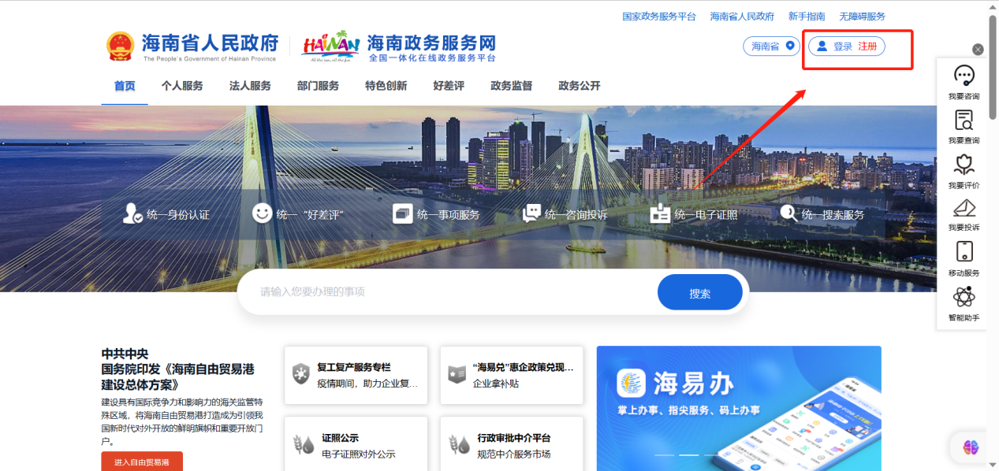 国家政务服务平台 海南省人民政府 新手指南 无障碍服务
海南省人民政府
The People's Government of Hainan Province
HAINAN
海南政务服务网
全国一体化在线政务服务平台
海南省
登录 注册
首页 个人服务 法人服务 部门服务 特色创新 好差评 政务监督 政务公开
我要咨询
我要查询
我要评价
我要投诉
移动服务
智能助手
统一身份认证 统一“好差评” 统一事项服务 统一咨询投诉 统一电子证照 统一搜索服务
请输入您要办理的事项
搜索
中共中央
国务院印发《海南自由贸易港
建设总体方案》
建设具有国际竞争力和影响力的海关监管特
殊区域，将海南自由贸易港打造成为引领我
国新时代对外开放的鲜明旗帜和重要开放门
户。
进入自由贸易港
复工复产服务专栏
疫情期间，助力企业复...
“海易兑”惠企政策兑现...
企业拿补贴
证照公示
电子证照对外公示
行政审批中介平台
规范中介服务市场
海易办
掌上办事、指尖服务、码上办事